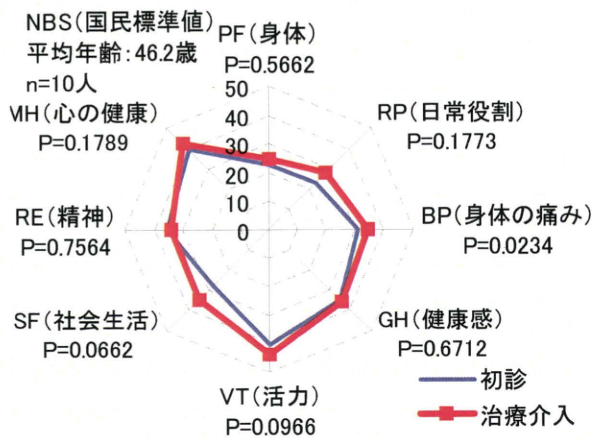 NBS(国民標準値)
平均年齢:46.2歳
n=10人
PF(身体)
P=0.5662
RP(日常役割)
P=0.1773
BP(身体の痛み)
P=0.0234
GH(健康感)
P=0.6712
VT(活力)
P=0.0966
SF(社会生活)
P=0.0662
RE(精神)
P=0.7564
MH(心の健康)
P=0.1789
50
40
30
20
10
0
初診
治療介入